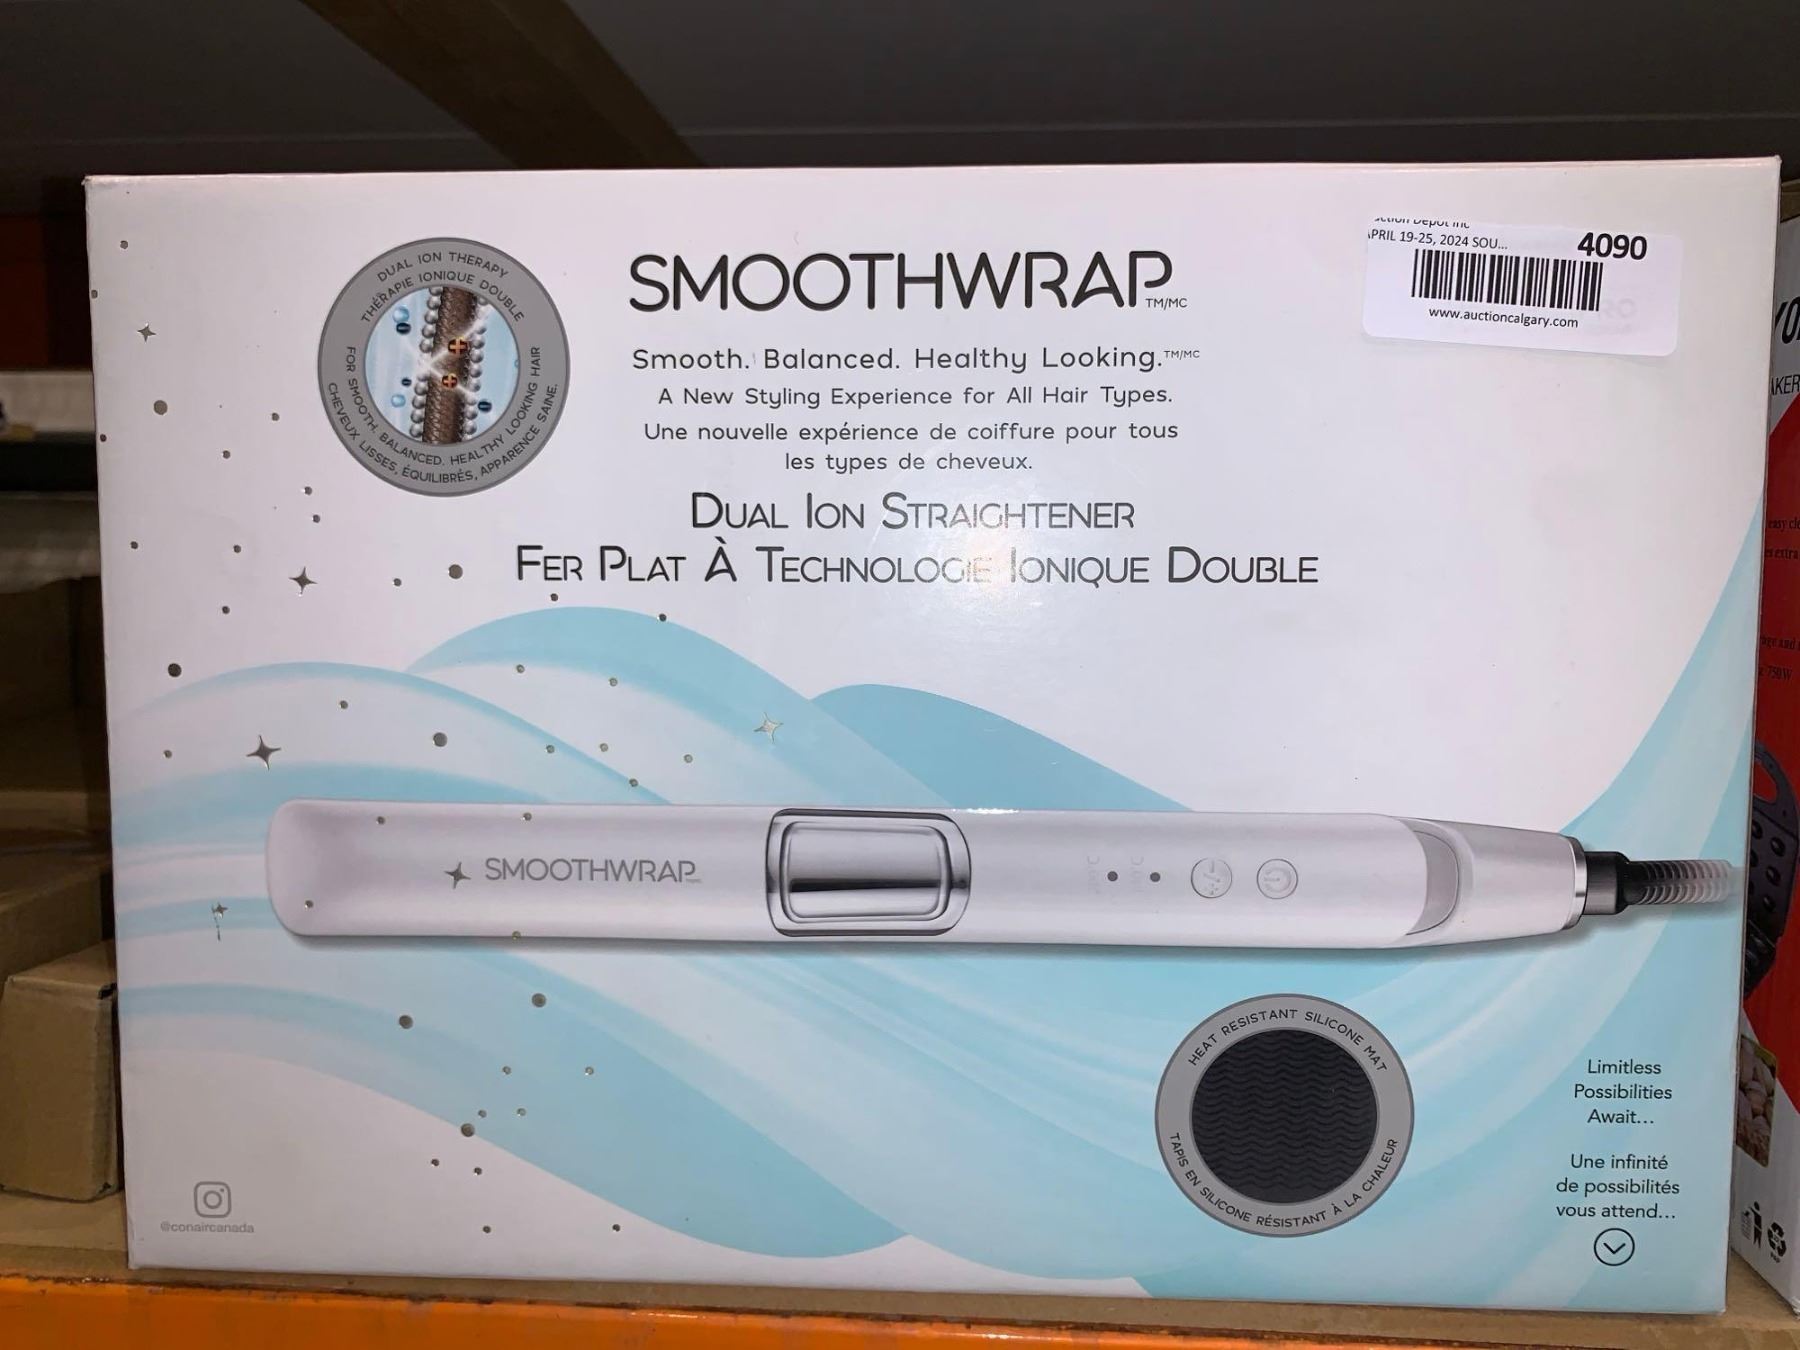 DUAL ION THERAPY
THÉRAPIE IONIQUE DOUBLE
FOR SMOOTH. BALANCED. HEALTHY LOOKING HAIR
CHEVEUX LISSES, ÉQUILIBRÉS, APPARENCE SAINE.
SMOOTHWRAP TM/MC
Smooth. Balanced. Healthy Looking.TM/MC
A New Styling Experience for All Hair Types.
Une nouvelle expérience de coiffure pour tous
les types de cheveux.
DUAL ION STRAIGHTENER
FER PLAT À TECHNOLOGIE IONIQUE DOUBLE
PRIL 19-25, 2024 SOU...
4090
www.auctioncalgary.com
SMOOTHWRAP
HEAT RESISTANT SILICONE MAT
TAPIS EN SILICONE RÉSISTANT À LA CHALEUR
Limitless
Possibilities
Await...
Une infinité
de possibilités
vous attend...
@conaircanada
750W